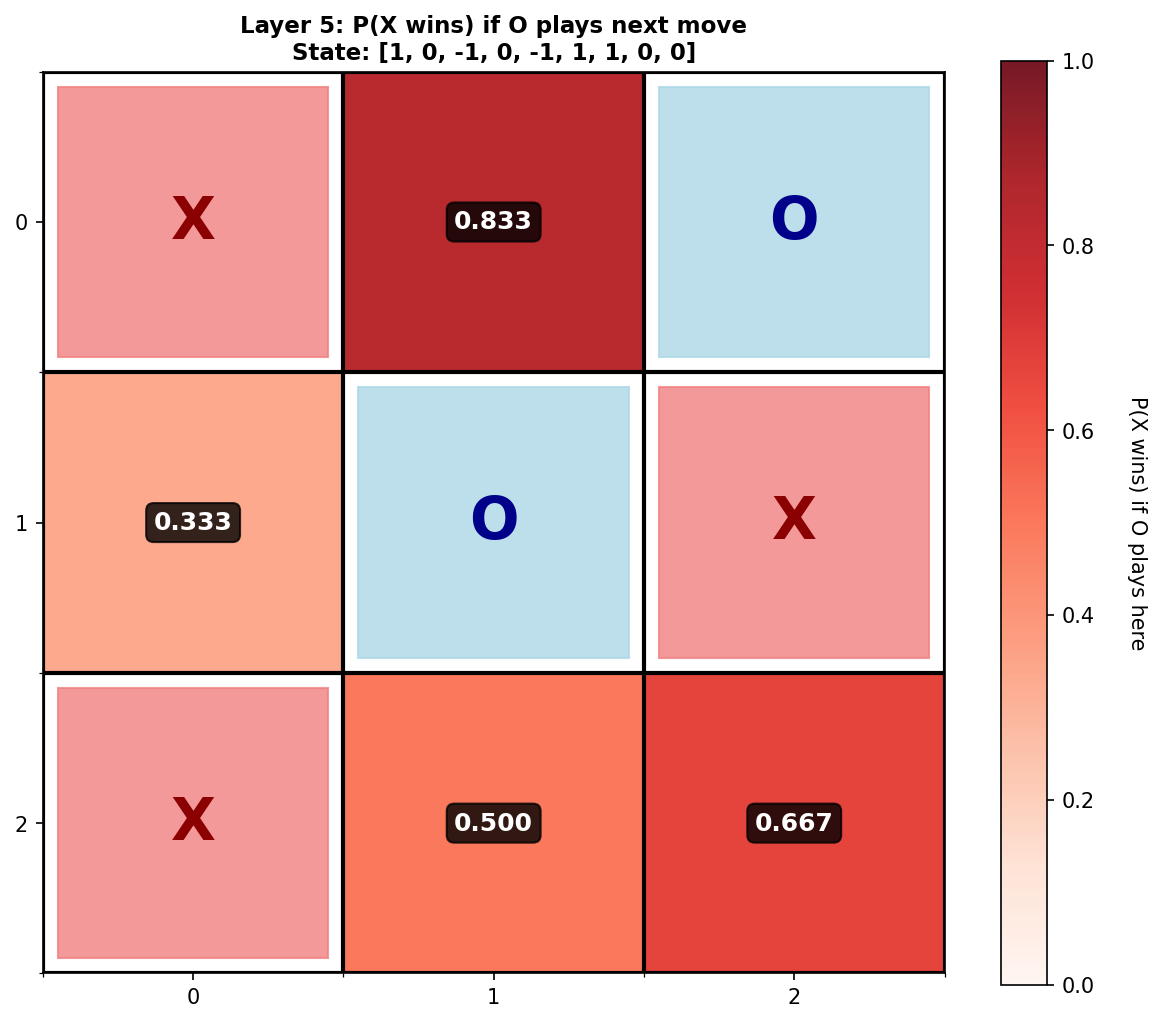 Layer 5: P(X wins) if O plays next move
State: [1, 0, -1, 0, -1, 1, 1, 0, 0]
0
X
0.833
O
1
0.333
O
X
2
X
0.500
0.667
0
1
2
1.0
0.8
0.6
0.4
0.2
0.0
P(X wins) if O plays here